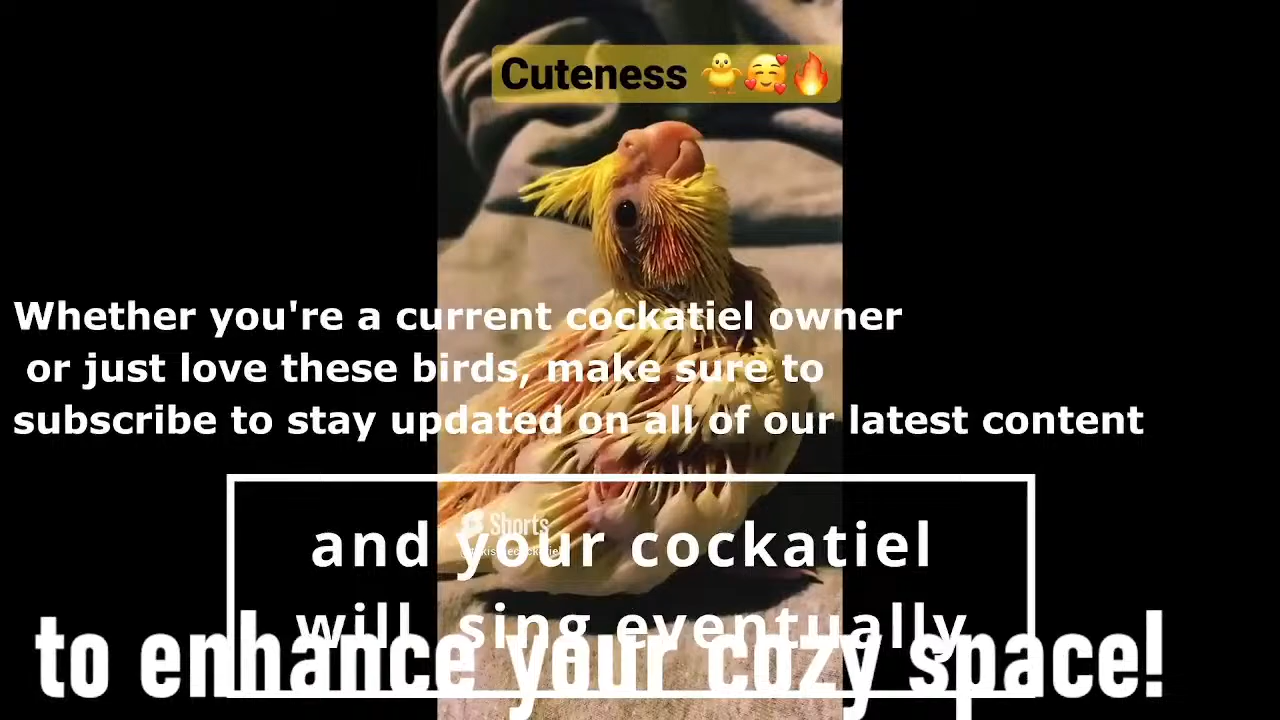 Cuteness 🐥🥰🔥
Whether you're a current cockatiel owner
or just love these birds, make sure to
subscribe to stay updated on all of our latest content
Shorts
and your cockatiel
will sing eventually
to enhance your cozy space!